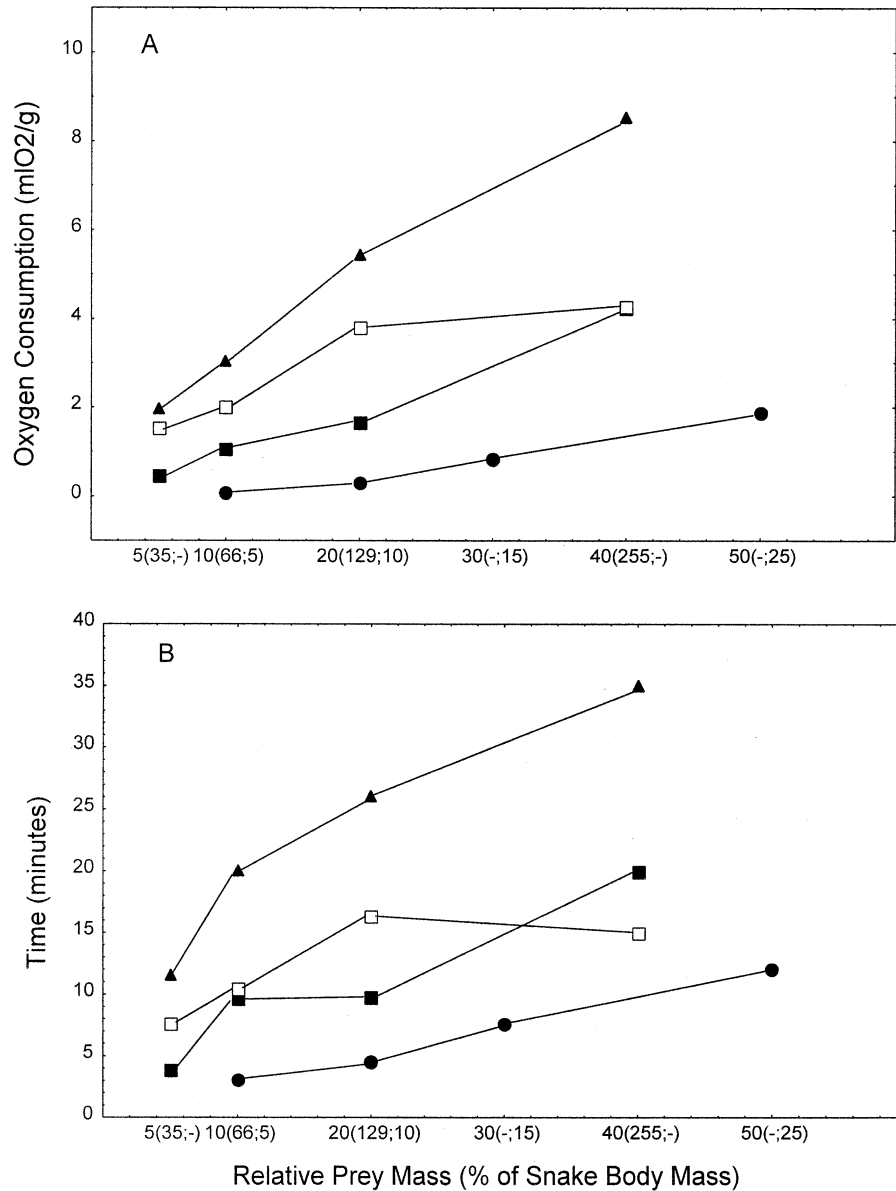 A
10
8
6
4
2
0
Oxygen Consumption (mlO2/g)
5(35;-) 10(66;5) 20(129;10) 30(-;15) 40(255;-) 50(-;25)
B
40
35
30
25
20
15
10
5
0
Time (minutes)
5(35;-) 10(66;5) 20(129;10) 30(-;15) 40(255;-) 50(-;25)
Relative Prey Mass (% of Snake Body Mass)